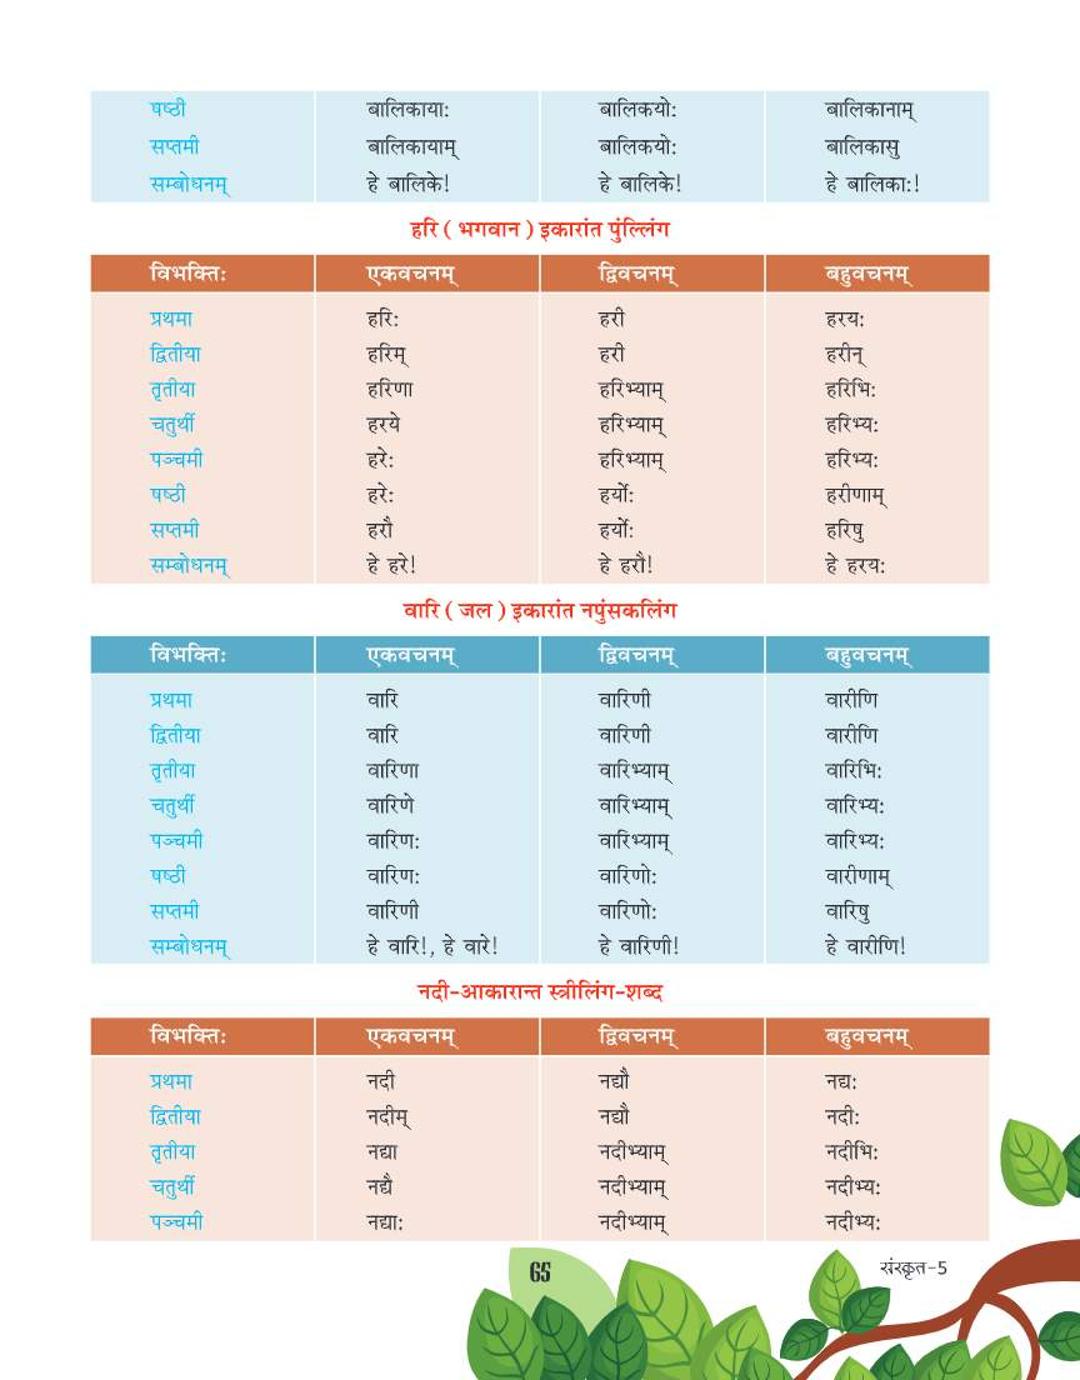 षष्ठी बालिकायाः बालिकयोः बालिकानाम्
सप्तमी बालिकायाम् बालिकयोः बालिकासु
सम्बोधनम् हे बालिके! हे बालिके! हे बालिकाः!
हरि ( भगवान ) इकारांत पुंल्लिंग
विभक्तिः एकवचनम् द्विवचनम् बहुवचनम्
प्रथमा हरिः हरी हरयः
द्वितीया हरिम् हरी हरीन्
तृतीया हरिणा हरिभ्याम् हरिभिः
चतुर्थी हरये हरिभ्याम् हरिभ्यः
पञ्चमी हरेः हरिभ्याम् हरिभ्यः
षष्ठी हरेः हर्योः हरीणाम्
सप्तमी हरौ हर्योः हरिषु
सम्बोधनम् हे हरे! हे हरौ! हे हरयः
वारि ( जल ) इकारांत नपुंसकलिंग
विभक्तिः एकवचनम् द्विवचनम् बहुवचनम्
प्रथमा वारि वारिणी वारीणि
द्वितीया वारि वारिणी वारीणि
तृतीया वारिणा वारिभ्याम् वारिभिः
चतुर्थी वारिणे वारिभ्याम् वारिभ्यः
पञ्चमी वारिणः वारिभ्याम् वारिभ्यः
षष्ठी वारिणः वारिणोः वारीणाम्
सप्तमी वारिणी वारिणोः वारिषु
सम्बोधनम् हे वारि!, हे वारे! हे वारिणी! हे वारीणि!
नदी-आकारान्त स्त्रीलिंग-शब्द
विभक्तिः एकवचनम् द्विवचनम् बहुवचनम्
प्रथमा नदी नद्यौ नद्यः
द्वितीया नदीम् नद्यौ नदीः
तृतीया नद्या नदीभ्याम् नदीभिः
चतुर्थी नद्यै नदीभ्याम् नदीभ्यः
पञ्चमी नद्याः नदीभ्याम् नदीभ्यः
65 संस्कृत-5